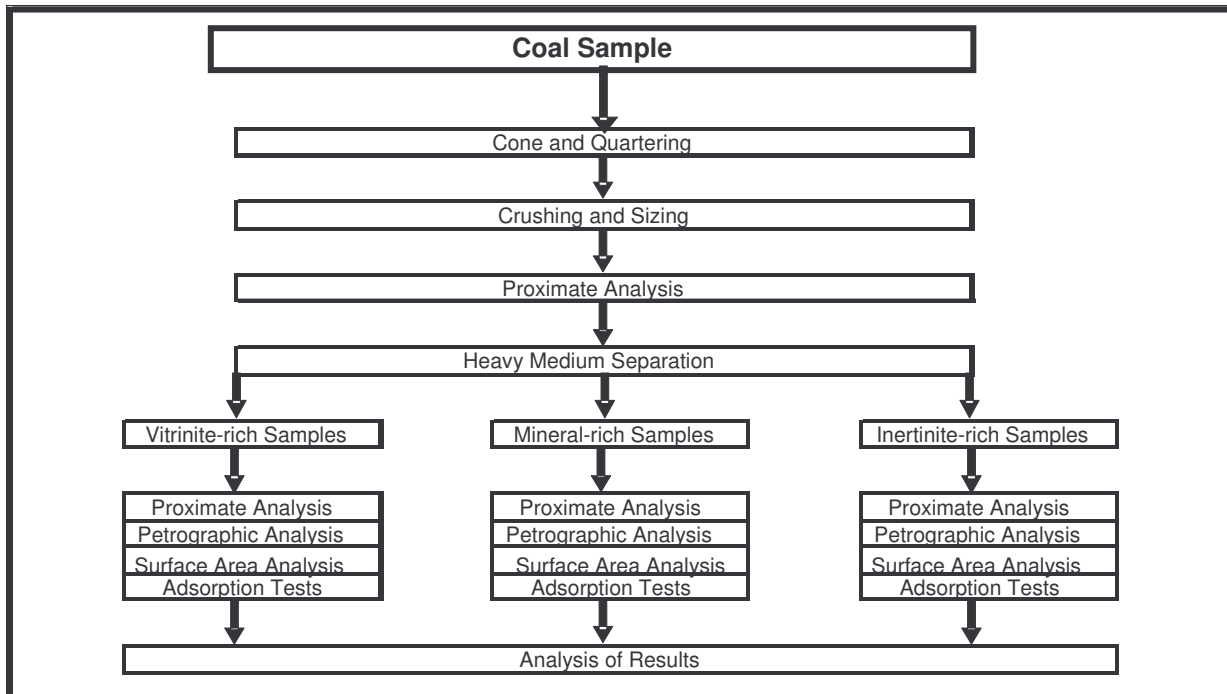 Coal Sample
Cone and Quartering
Crushing and Sizing
Proximate Analysis
Heavy Medium Separation
Vitrinite-rich Samples
Mineral-rich Samples
Inertinite-rich Samples
Proximate Analysis
Petrographic Analysis
Surface Area Analysis
Adsorption Tests
Proximate Analysis
Petrographic Analysis
Surface Area Analysis
Adsorption Tests
Proximate Analysis
Petrographic Analysis
Surface Area Analysis
Adsorption Tests
Analysis of Results